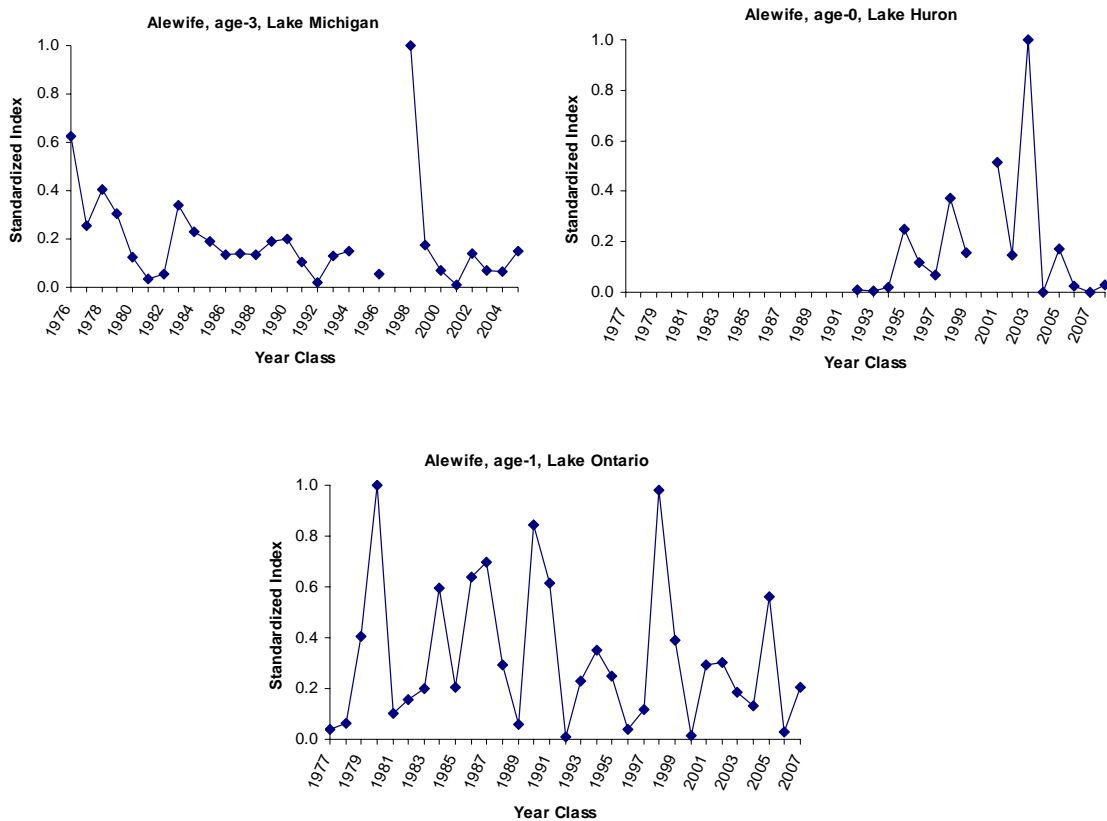 Alewife, age-3, Lake Michigan
1.0
0.8
0.6
0.4
0.2
0.0
Standardized Index
1976 1978 1980 1982 1984 1986 1988 1990 1992 1994 1996 1998 2000 2002 2004
Year Class
Alewife, age-0, Lake Huron
1.0
0.8
0.6
0.4
0.2
0.0
Standardized Index
1977 1979 1981 1983 1985 1987 1989 1991 1993 1995 1997 1999 2001 2003 2005 2007
Year Class
Alewife, age-1, Lake Ontario
1.0
0.8
0.6
0.4
0.2
0.0
Standardized Index
1977 1979 1981 1983 1985 1987 1989 1991 1993 1995 1997 1999 2001 2003 2005 2007
Year Class